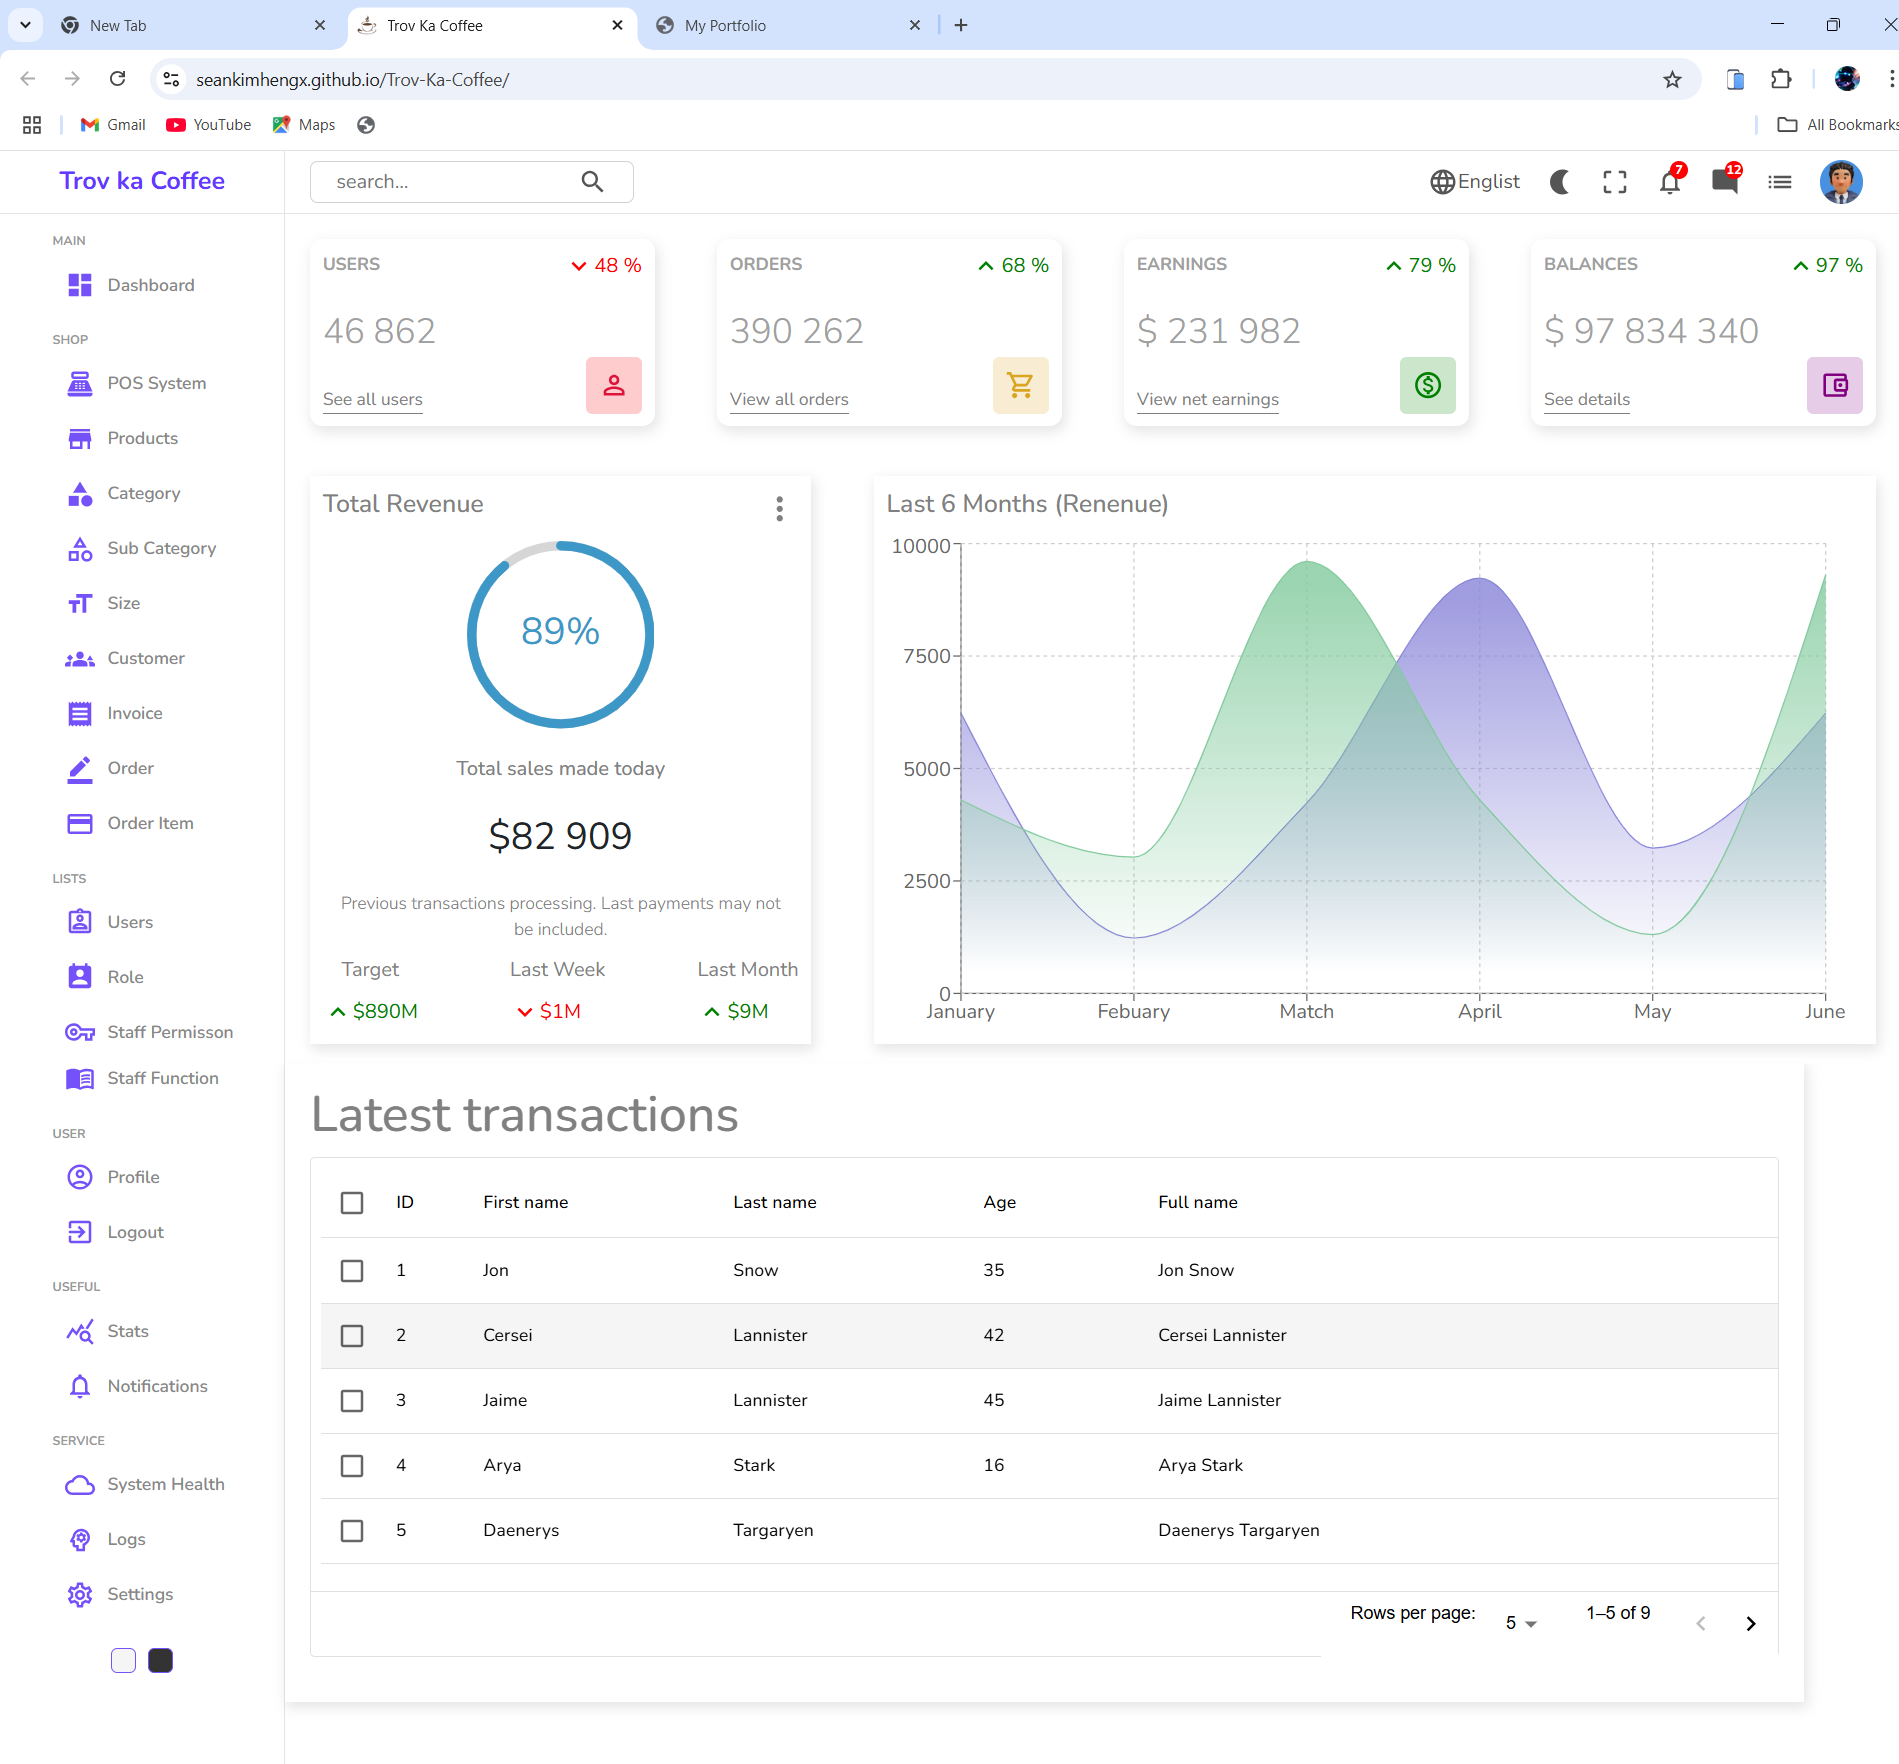 New Tab
Trov Ka Coffee
My Portfolio
seankimhengx.github.io/Trov-Ka-Coffee/
Gmail
YouTube
Maps
All Bookmarks
Trov ka Coffee
search...
Englist
7
12
MAIN
Dashboard
SHOP
POS System
Products
Category
Sub Category
Size
Customer
Invoice
Order
Order Item
LISTS
Users
Role
Staff Permisson
Staff Function
USER
Profile
Logout
USEFUL
Stats
Notifications
SERVICE
System Health
Logs
Settings
USERS
48 %
46 862
See all users
ORDERS
68 %
390 262
View all orders
EARNINGS
79 %
$ 231 982
View net earnings
BALANCES
97 %
$ 97 834 340
See details
Total Revenue
89%
Total sales made today
$82 909
Previous transactions processing. Last payments may not
be included.
Target Last Week Last Month
$890M $1M $9M
Last 6 Months (Renenue)
10000
7500
5000
2500
0
January Febuary Match April May June
Latest transactions
ID First name Last name Age Full name
1 Jon Snow 35 Jon Snow
2 Cersei Lannister 42 Cersei Lannister
3 Jaime Lannister 45 Jaime Lannister
4 Arya Stark 16 Arya Stark
5 Daenerys Targaryen Daenerys Targaryen
Rows per page: 5 1–5 of 9